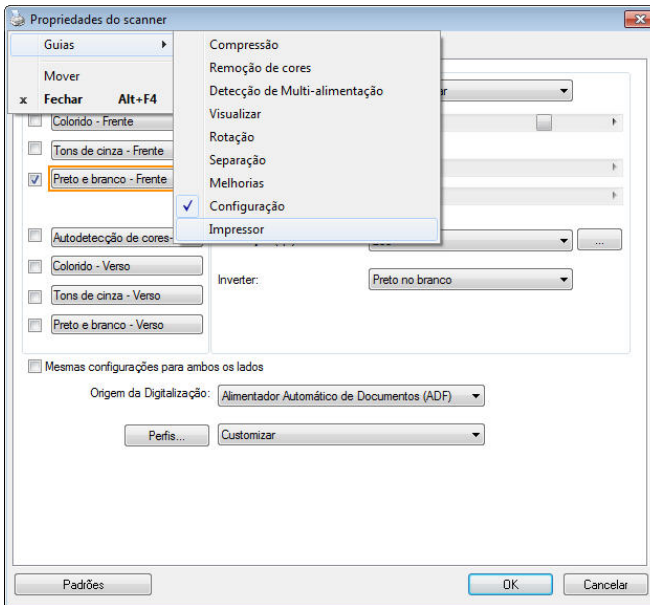 Propriedades do scanner
Guias
Mover
x Fechar Alt+F4
Compressão
Remoção de cores
Detecção de Multi-alimentação
Visualizar
Rotação
Separação
Melhorias
Configuração
Impressor
Colorido - Frente
Tons de cinza - Frente
Preto e branco - Frente
Autodetecção de cores-
Colorido - Verso
Tons de cinza - Verso
Preto e branco - Verso
...
Inverter: Preto no branco
Mesmas configurações para ambos os lados
Origem da Digitalização: Alimentador Automático de Documentos (ADF)
Perfis... Customizar
Padrões OK Cancelar